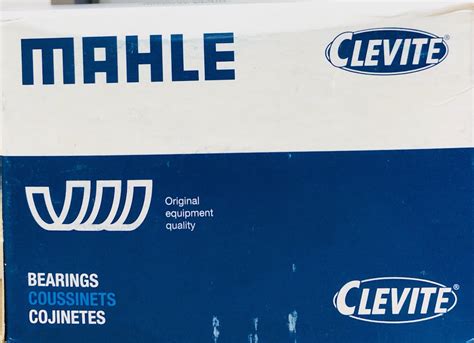 MAHLE
CLEVITE®
Original
equipment
quality
BEARINGS
COUSSINETS
COJINETES
CLEVITE®